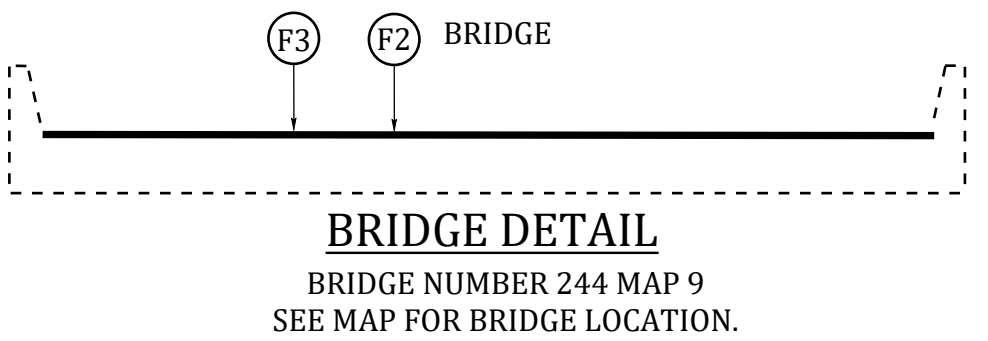 F3 F2 BRIDGE
BRIDGE DETAIL
BRIDGE NUMBER 244 MAP 9
SEE MAP FOR BRIDGE LOCATION.